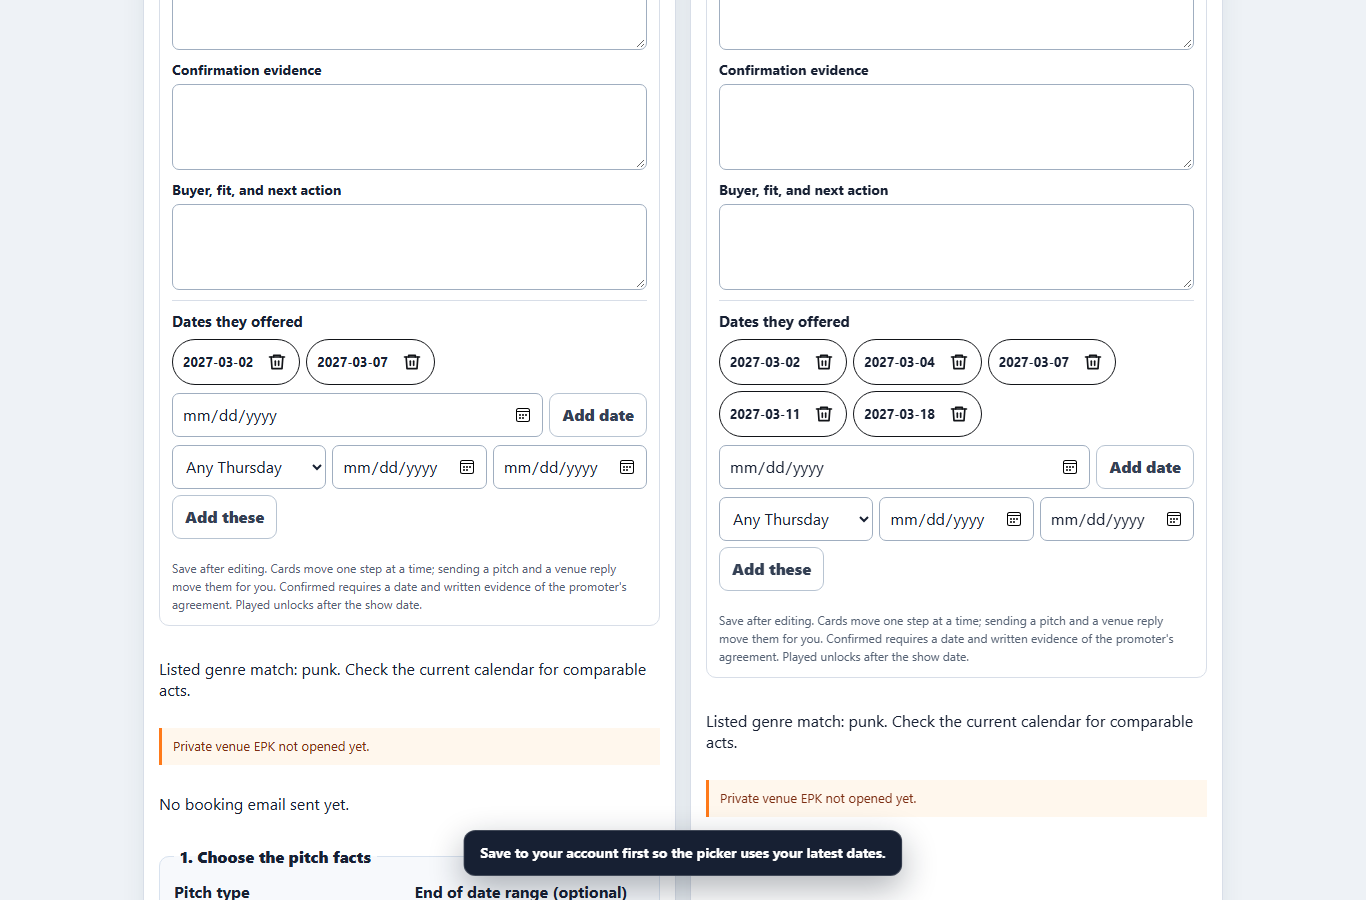 Confirmation evidence
Buyer, fit, and next action
Dates they offered
2027-03-02
2027-03-07
mm/dd/yyyy
Add date
Any Thursday
mm/dd/yyyy
mm/dd/yyyy
Add these
Save after editing. Cards move one step at a time; sending a pitch and a venue reply
move them for you. Confirmed requires a date and written evidence of the promoter's
agreement. Played unlocks after the show date.
Listed genre match: punk. Check the current calendar for comparable
acts.
Private venue EPK not opened yet.
No booking email sent yet.
1. Choose the pitch facts
Pitch type
End of date range (optional)
Confirmation evidence
Buyer, fit, and next action
Dates they offered
2027-03-02
2027-03-04
2027-03-07
2027-03-11
2027-03-18
mm/dd/yyyy
Add date
Any Thursday
mm/dd/yyyy
mm/dd/yyyy
Add these
Save after editing. Cards move one step at a time; sending a pitch and a venue reply
move them for you. Confirmed requires a date and written evidence of the promoter's
agreement. Played unlocks after the show date.
Listed genre match: punk. Check the current calendar for comparable
acts.
Private venue EPK not opened yet.
Save to your account first so the picker uses your latest dates.